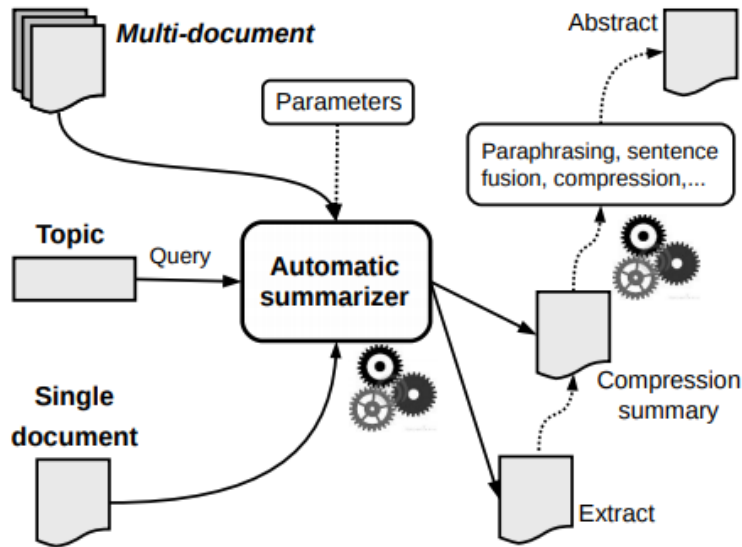 Multi-document
Abstract
Parameters
Paraphrasing, sentence
fusion, compression,...
Topic
Query
Automatic
summarizer
Single
document
Compression
summary
Extract